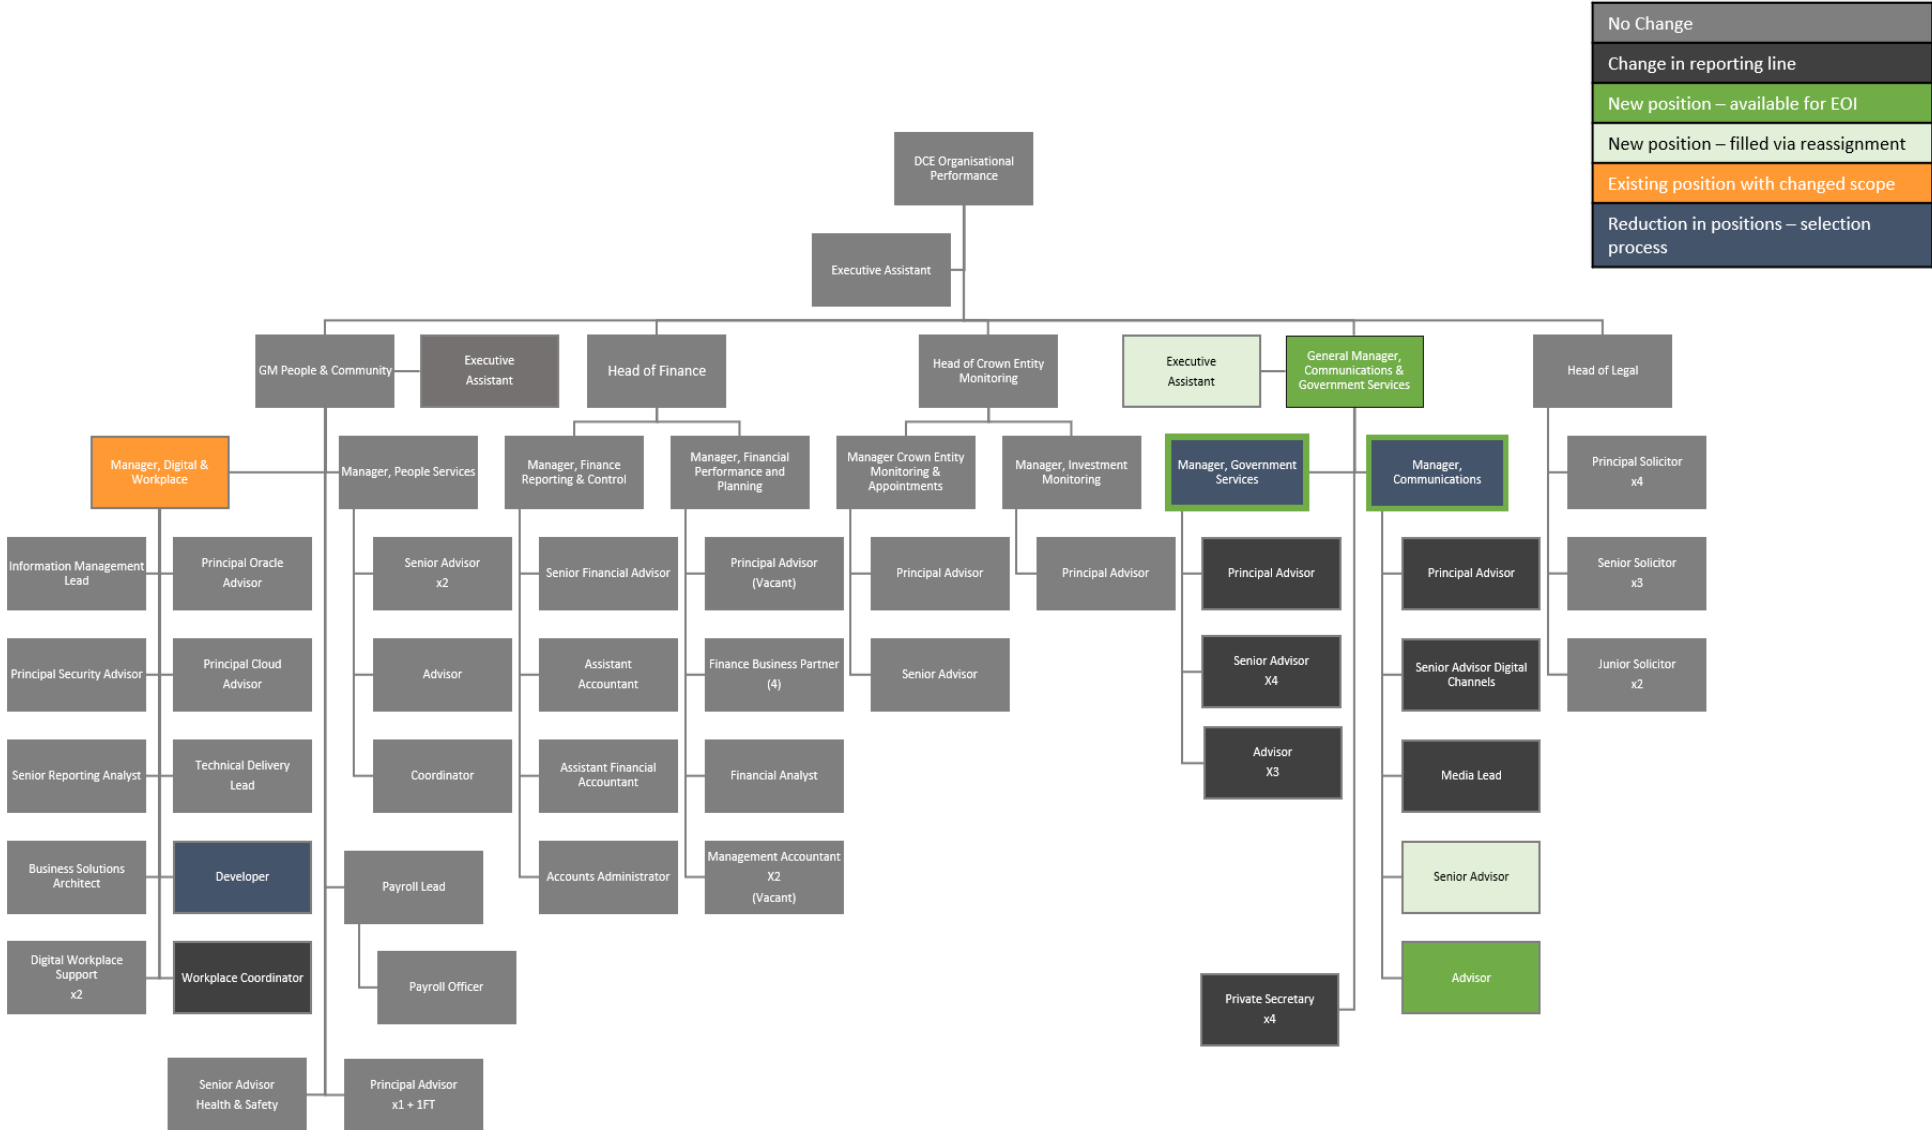 No Change
Change in reporting line
New position – available for EOI
New position – filled via reassignment
Existing position with changed scope
Reduction in positions – selection
process
DCE Organisational
Performance
Executive Assistant
GM People & Community
Executive
Assistant
Head of Finance
Head of Crown Entity
Monitoring
Executive
Assistant
General Manager,
Communications &
Government Services
Head of Legal
Manager, Digital &
Workplace
Manager, People Services
Manager, Finance
Reporting & Control
Manager, Financial
Performance and
Planning
Manager Crown Entity
Monitoring &
Appointments
Manager, Investment
Monitoring
Manager, Government
Services
Manager,
Communications
Principal Solicitor
x4
Information Management
Lead
Principal Oracle
Advisor
Senior Advisor
x2
Senior Financial Advisor
Principal Advisor
(Vacant)
Principal Advisor
Principal Advisor
Principal Advisor
Principal Advisor
Senior Solicitor
x3
Principal Security Advisor
Principal Cloud
Advisor
Advisor
Assistant
Accountant
Finance Business Partner
(4)
Senior Advisor
Senior Advisor
X4
Senior Advisor Digital
Channels
Junior Solicitor
x2
Senior Reporting Analyst
Technical Delivery
Lead
Coordinator
Assistant Financial
Accountant
Financial Analyst
Advisor
X3
Media Lead
Business Solutions
Architect
Developer
Payroll Lead
Accounts Administrator
Management Accountant
X2
(Vacant)
Senior Advisor
Digital Workplace
Support
x2
Workplace Coordinator
Payroll Officer
Private Secretary
x4
Advisor
Senior Advisor
Health & Safety
Principal Advisor
x1 + 1FT